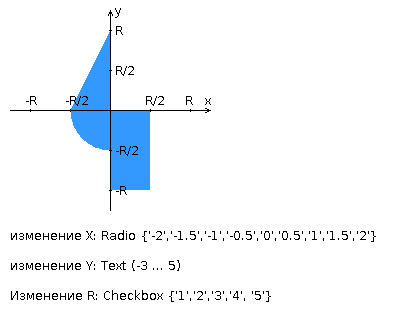 y
R
R/2
-R
-R/2
R/2
R
x
-R/2
-R
изменение X: Radio {'-2','-1.5','-1','-0.5','0','0.5','1','1.5','2'}
изменение Y: Text (-3 ... 5)
Изменение R: Checkbox {'1','2','3','4', '5'}